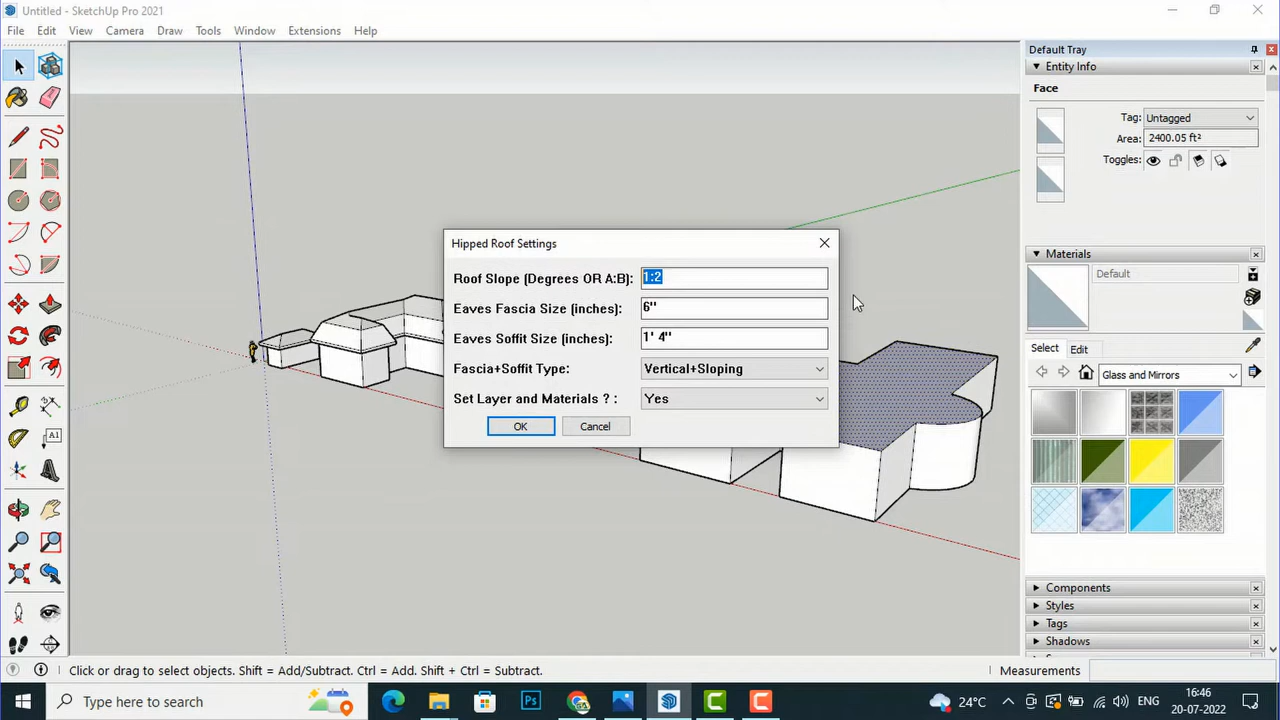 Untitled - SketchUp Pro 2021
File Edit View Camera Draw Tools Window Extensions Help
Default Tray
Entity Info
Face
Tag: Untagged
Area: 2400.05 ft²
Toggles:
Hipped Roof Settings
Roof Slope (Degrees OR A:B): 1:2
Eaves Fascia Size (inches): 6"
Eaves Soffit Size (inches): 1' 4"
Fascia+Soffit Type: Vertical+Sloping
Set Layer and Materials ? : Yes
OK Cancel
Materials
Default
Select Edit
Glass and Mirrors
Components
Styles
Tags
Shadows
A1
Click or drag to select objects. Shift = Add/Subtract. Ctrl = Add. Shift + Ctrl = Subtract.
Measurements
Type here to search
Ps
C
C
24°C
ENG
16:46
20-07-2022